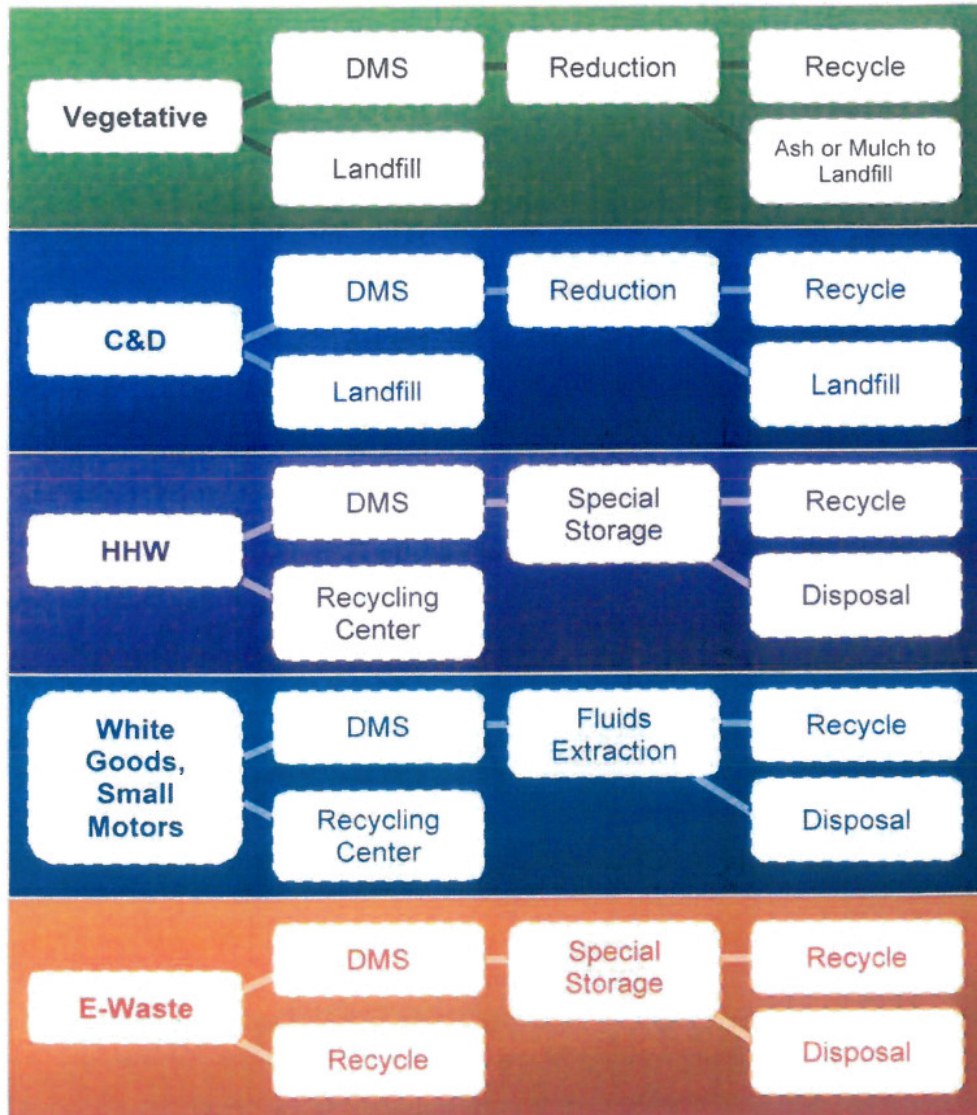 Vegetative
DMS
Reduction
Recycle
Landfill
Ash or Mulch to
Landfill
C&D
DMS
Reduction
Recycle
Landfill
Landfill
HHW
DMS
Special
Storage
Recycle
Recycling
Center
Disposal
White
Goods,
Small
Motors
DMS
Fluids
Extraction
Recycle
Recycling
Center
Disposal
E-Waste
DMS
Special
Storage
Recycle
Recycle
Disposal